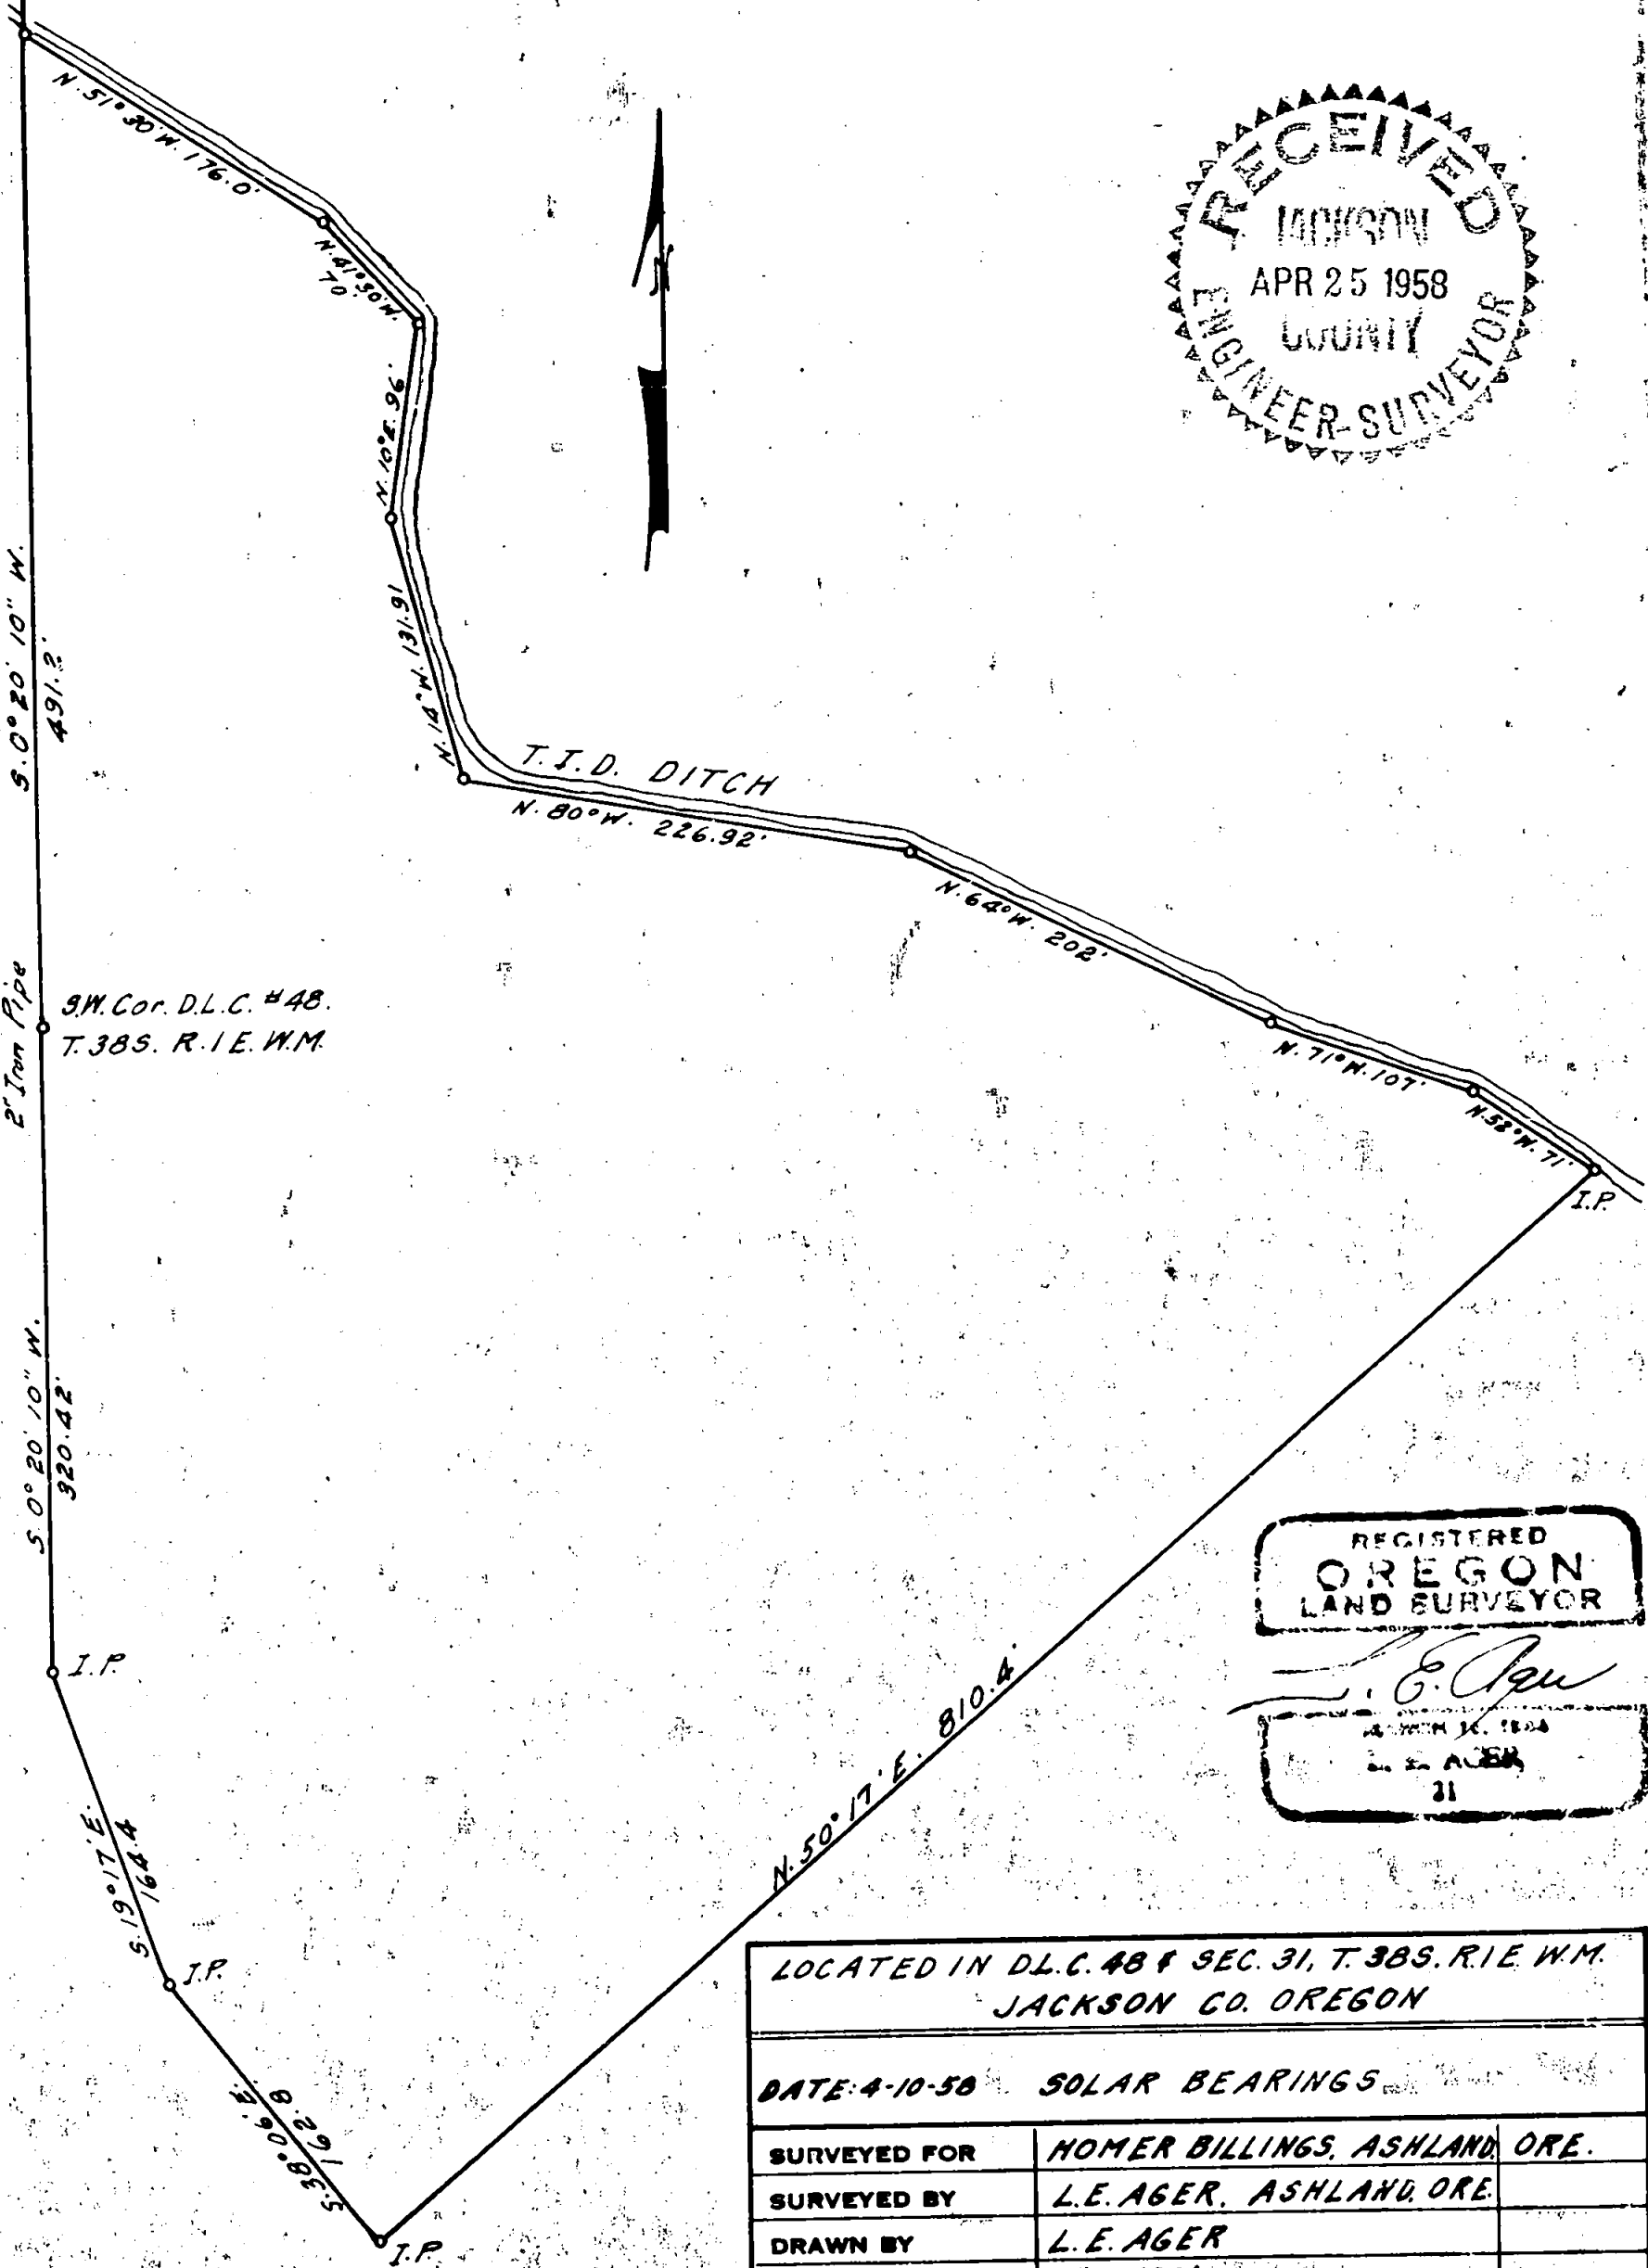 N. 51° 30' W. 176.0'
N. 41° 30' W.
70'
N. 10° E. 96'
N. 14° W. 131.91
S. 0° 20' 10" W.
491.2'
T.I.D. DITCH
N. 80° W. 226.92'
N. 64° W. 202'
N. 71° W. 107'
I.P.
2" Iron Pipe
S.W. Cor. D.L.C. #48.
T. 38S. R. 1 E. W.M.
S. 0° 20' 10" W.
320.42'
I.P.
S. 19° 17' E.
164.4
I.P.
S. 38° 06' E.
162.8
I.P.
N. 50° 17' E. 810.4'
RECEIVED
JACKSON
APR 25 1958
COUNTY
ENGINEER-SURVEYOR
REGISTERED
OREGON
LAND SURVEYOR
L. E. Ager
L. E. AGER
LOCATED IN D.L.C. 48 & SEC. 31, T. 38S. R1E W.M.
JACKSON CO. OREGON
DATE: 4-10-58 SOLAR BEARINGS
SURVEYED FOR HOMER BILLINGS, ASHLAND, ORE.
SURVEYED BY L.E. AGER, ASHLAND, ORE.
DRAWN BY L.E. AGER